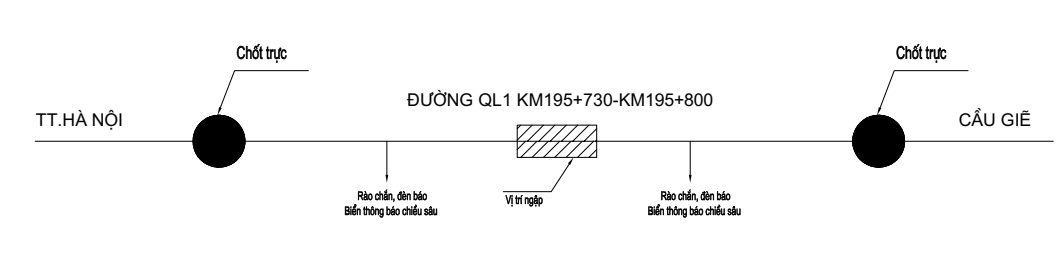 Chốt trực
Chốt trực
ĐƯỜNG QL1 KM195+730-KM195+800
TT.HÀ NỘI
CẦU GIẼ
Rào chắn, đèn báo
Biển thông báo chiều sâu
Vị trí ngập
Rào chắn, đèn báo
Biển thông báo chiều sâu